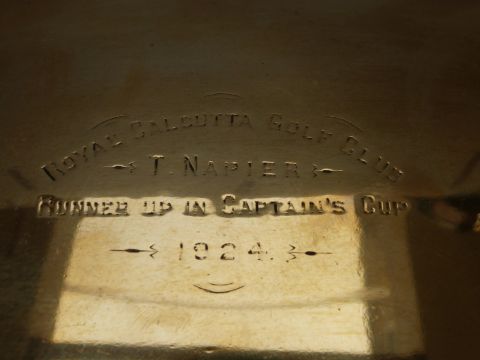 ROYAL CALCUTTA GOLF CLUB
T. NAPIER
RUNNER UP IN CAPTAIN'S CUP
1924.